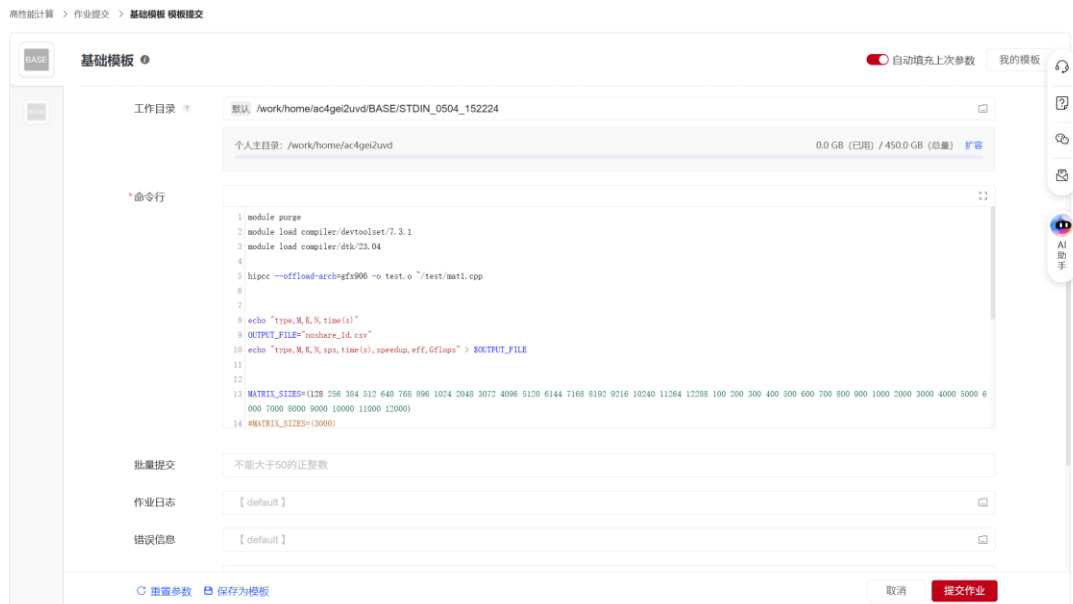 高性能计算 > 作业提交 > 基础模板 模板提交
BASE
基础模板
自动填充上次参数
我的模板
BASE
工作目录
默认 /work/home/ac4gei2uvd/BASE/STDIN_0504_152224
个人主目录：/work/home/ac4gei2uvd
0.0 GB（已用）/ 450.0 GB（总量） 扩容
*命令行
1 module purge
2 module load compiler/devtoolset/7.3.1
3 module load compiler/dtk/23.04
4
5 hipcc --offload-arch=gfx906 -o test.o ~/test/mat1.cpp
6
7
8 echo "type,M,K,N,time(s)"
9 OUTPUT_FILE="noshare_1d.csv"
10 echo "type,M,K,N,sps,time(s),speedup,eff,Gflops" > $OUTPUT_FILE
11
12
13 MATRIX_SIZES=(128 256 384 512 640 768 896 1024 2048 3072 4096 5120 6144 7168 8192 9216 10240 11264 12288 100 200 300 400 500 600 700 800 900 1000 2000 3000 4000 5000 6
000 7000 8000 9000 10000 11000 12000)
14 #MATRIX_SIZES=(3000)
AI
助
手
批量提交
不能大于50的正整数
作业日志
【 default 】
错误信息
【 default 】
重置参数
保存为模板
取消
提交作业